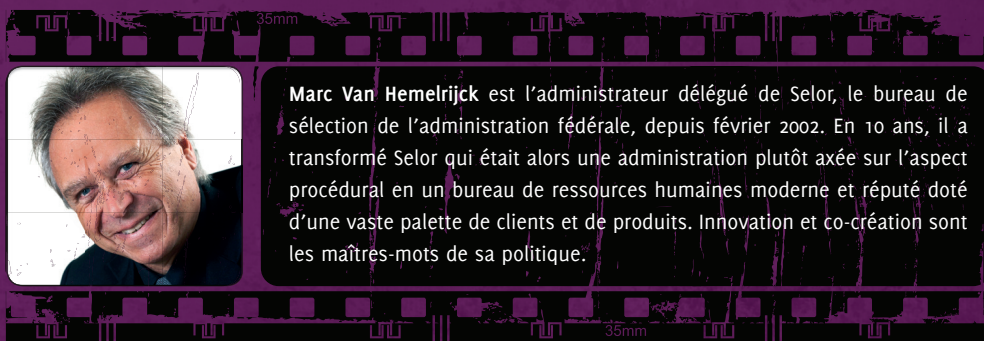 35mm
Marc Van Hemelrijck est l’administrateur délégué de Selor, le bureau de
sélection de l’administration fédérale, depuis février 2002. En 10 ans, il a
transformé Selor qui était alors une administration plutôt axée sur l’aspect
procédural en un bureau de ressources humaines moderne et réputé doté
d’une vaste palette de clients et de produits. Innovation et co-création sont
les maîtres-mots de sa politique.
35mm